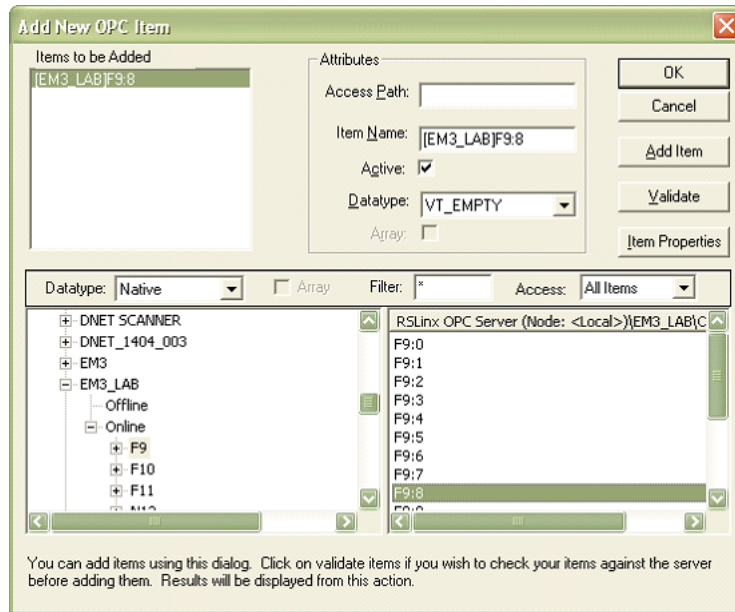 Add New OPC Item
Items to be Added
[EM3_LAB]F9:8
Attributes
Access Path:
Item Name:
[EM3_LAB]F9:8
Active:
Datatype:
VT_EMPTY
Array:
OK
Cancel
Add Item
Validate
Item Properties
Datatype:
Native
Array
Filter:
*
Access:
All Items
DNET SCANNER
DNET_1404_003
EM3
EM3_LAB
Offline
Online
F9
F10
F11
N12
RSLinx OPC Server (Node: <Local>)\EM3_LAB\C
F9:0
F9:1
F9:2
F9:3
F9:4
F9:5
F9:6
F9:7
F9:8
F9:9
You can add items using this dialog. Click on validate items if you wish to check your items against the server
before adding them. Results will be displayed from this action.